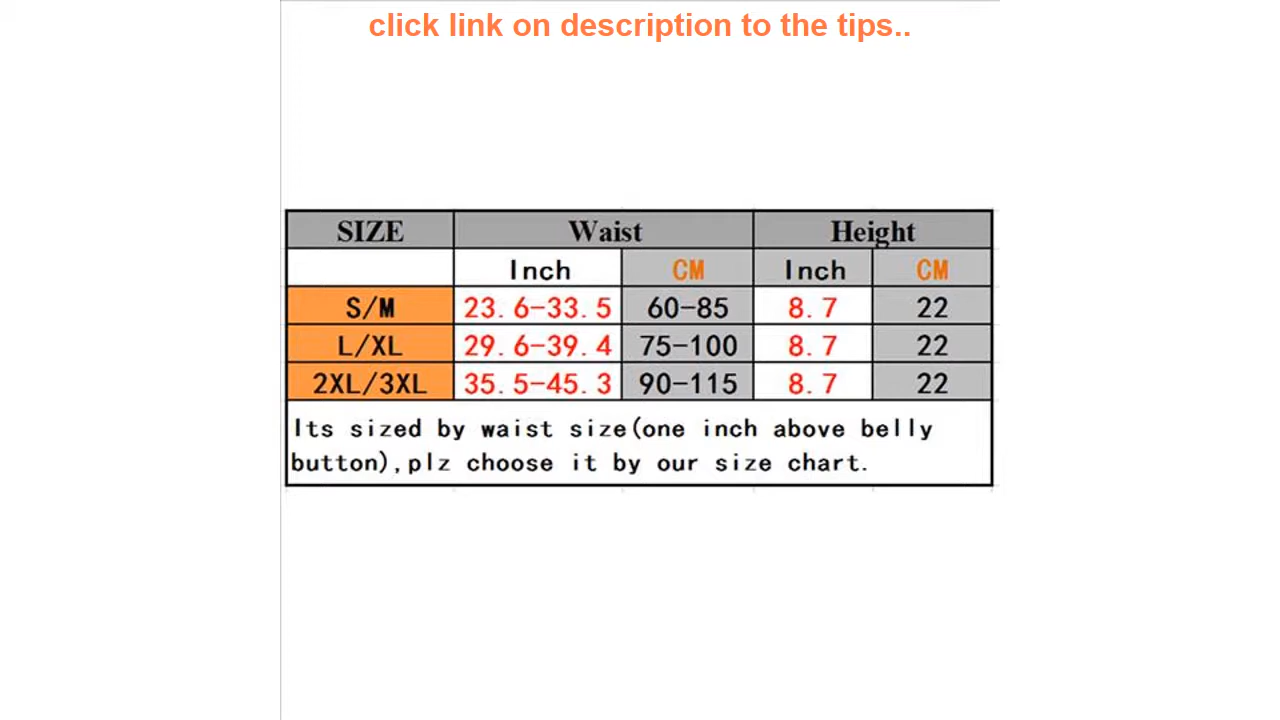 click link on description to the tips..
SIZE Waist Height
Inch CM Inch CM
S/M 23.6-33.5 60-85 8.7 22
L/XL 29.6-39.4 75-100 8.7 22
2XL/3XL 35.5-45.3 90-115 8.7 22
Its sized by waist size(one inch above belly
button),plz choose it by our size chart.